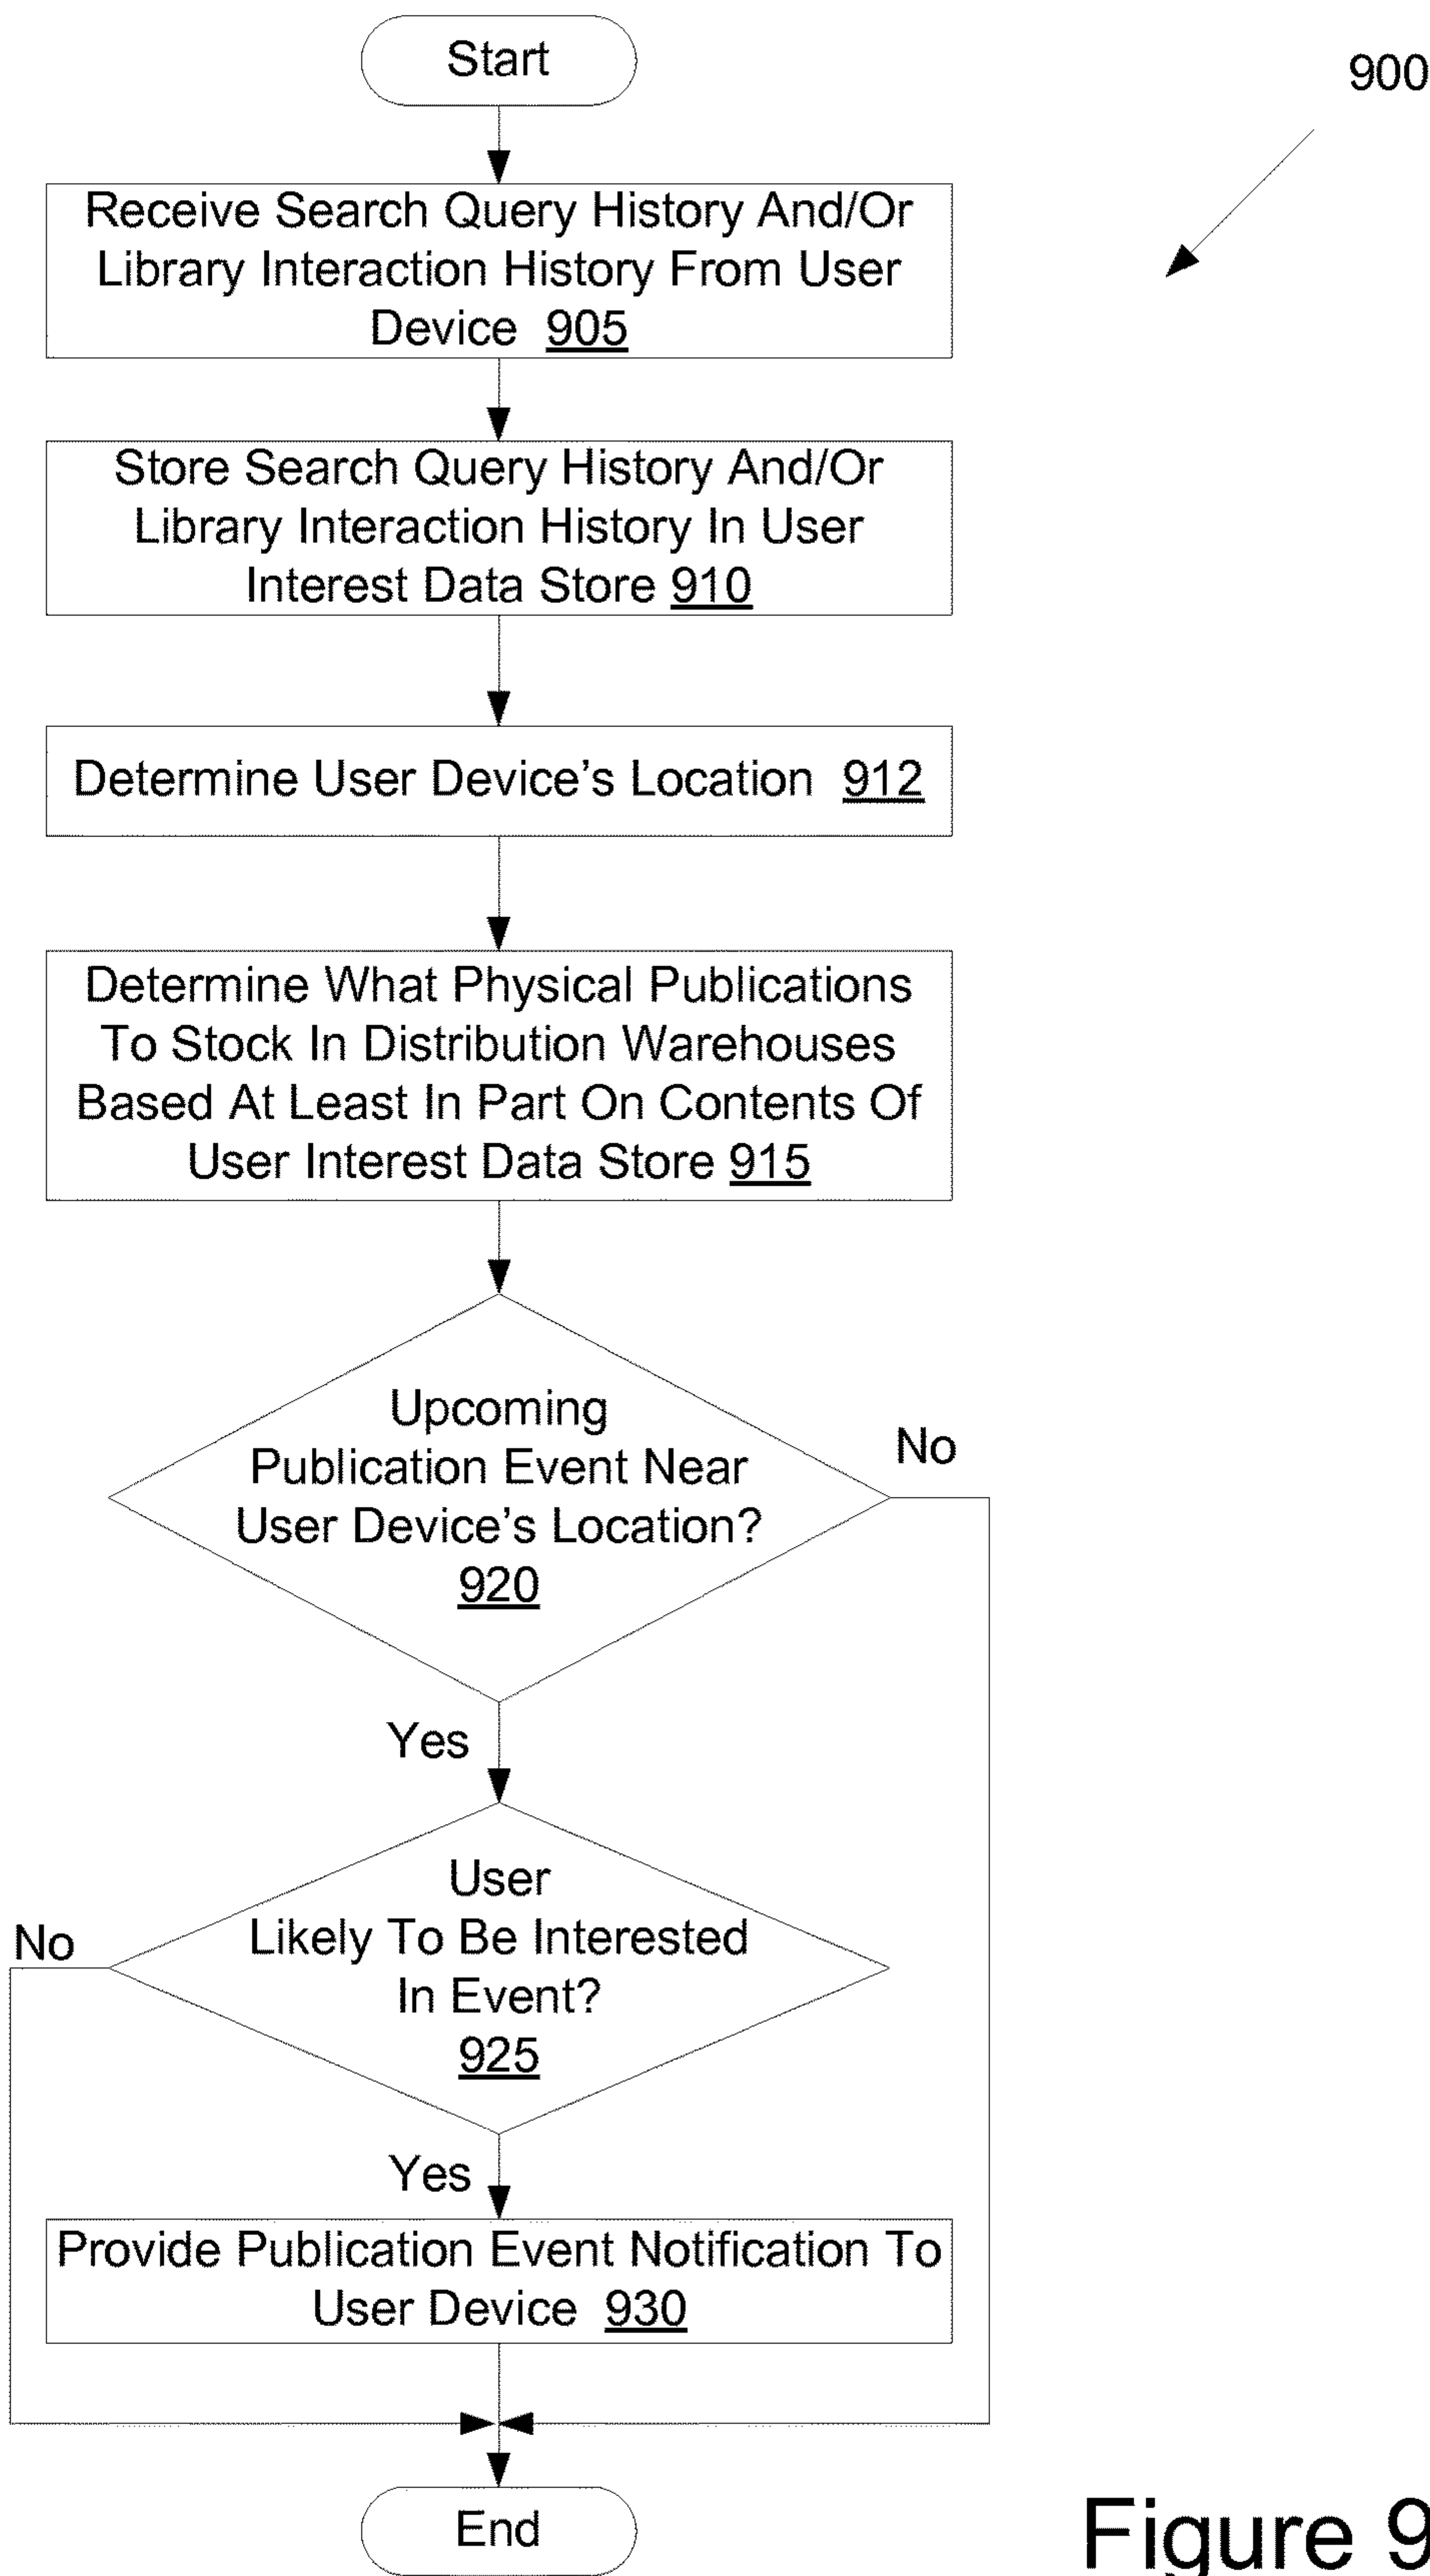 Start
900
Receive Search Query History And/Or
Library Interaction History From User
Device 905
Store Search Query History And/Or
Library Interaction History In User
Interest Data Store 910
Determine User Device's Location 912
Determine What Physical Publications
To Stock In Distribution Warehouses
Based At Least In Part On Contents Of
User Interest Data Store 915
Upcoming
Publication Event Near
User Device's Location?
920
No
Yes
User
Likely To Be Interested
In Event?
925
No
Yes
Provide Publication Event Notification To
User Device 930
End
Figure 9